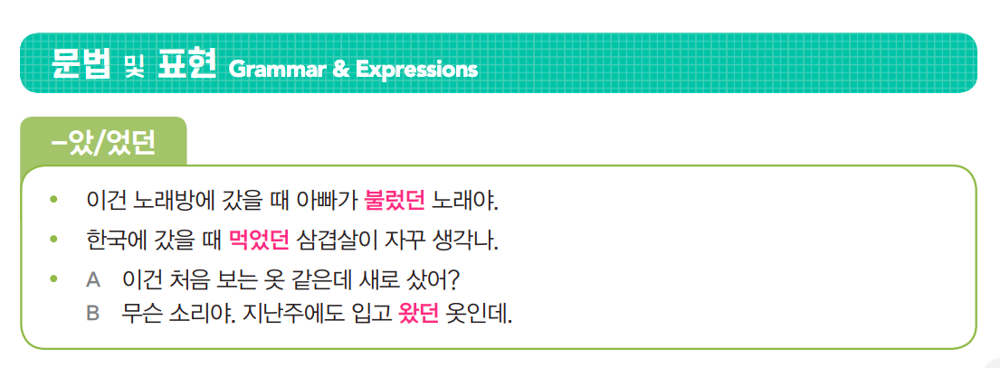 문법 및 표현 Grammar & Expressions
–았/었던
• 이건 노래방에 갔을 때 아빠가 불렀던 노래야.
• 한국에 갔을 때 먹었던 삼겹살이 자꾸 생각나.
• A 이건 처음 보는 옷 같은데 새로 샀어?
B 무슨 소리야. 지난주에도 입고 왔던 옷인데.